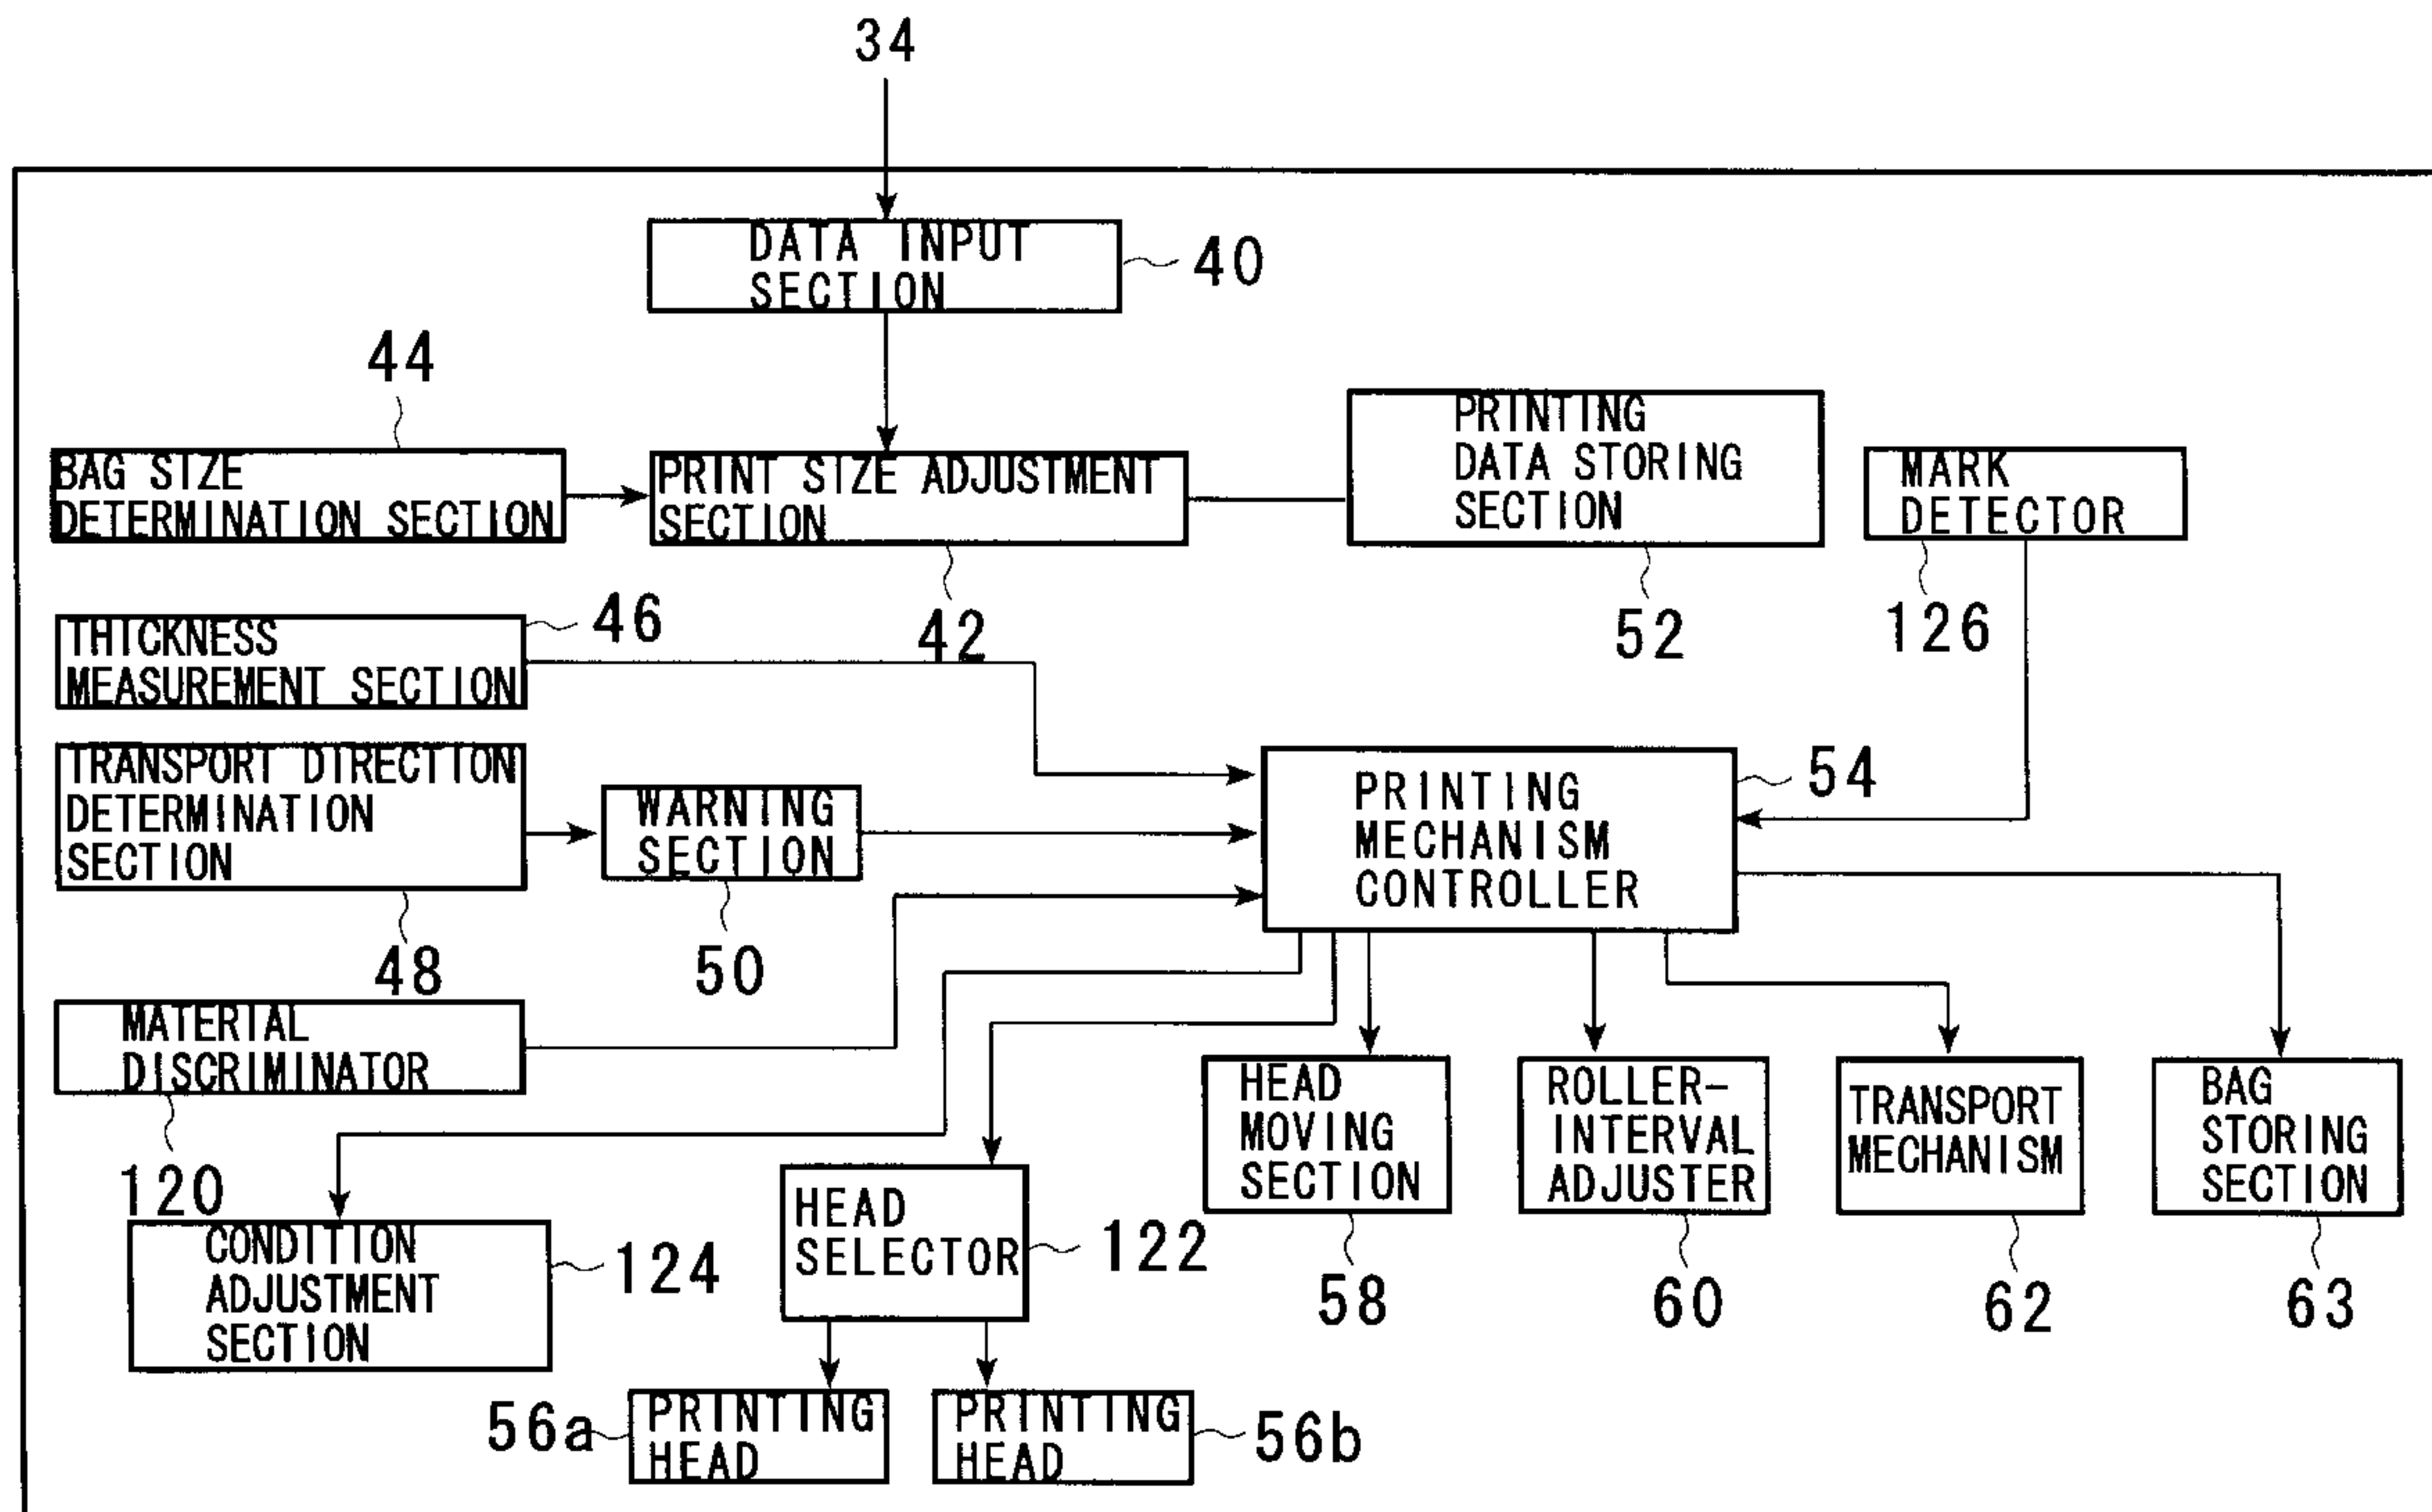 34
DATA INPUT
SECTION
40
44
BAG SIZE
DETERMINATION SECTION
PRINT SIZE ADJUSTMENT
SECTION
42
PRINTING
DATA STORING
SECTION
52
MARK
DETECTOR
126
THICKNESS
MEASUREMENT SECTION
46
TRANSPORT DIRECTION
DETERMINATION
SECTION
48
WARNING
SECTION
50
PRINTING
MECHANISM
CONTROLLER
54
MATERIAL
DISCRIMINATOR
120
CONDITION
ADJUSTMENT
SECTION
124
HEAD
SELECTOR
122
HEAD
MOVING
SECTION
58
ROLLER-
INTERVAL
ADJUSTER
60
TRANSPORT
MECHANISM
62
BAG
STORING
SECTION
63
56a
PRINTING
HEAD
PRINTING
HEAD
56b